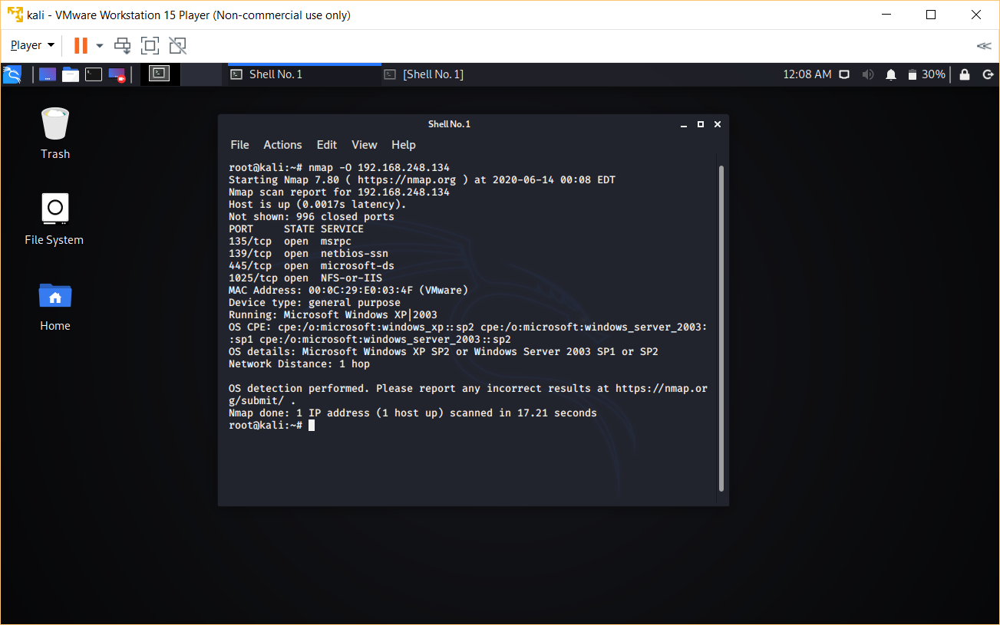 kali - VMware Workstation 15 Player (Non-commercial use only)
Player
Shell No. 1
[Shell No. 1]
12:08 AM
30%
Trash
File System
Home
Shell No. 1
File Actions Edit View Help
root@kali:~# nmap -O 192.168.248.134
Starting Nmap 7.80 ( https://nmap.org ) at 2020-06-14 00:08 EDT
Nmap scan report for 192.168.248.134
Host is up (0.0017s latency).
Not shown: 996 closed ports
PORT     STATE SERVICE
135/tcp  open  msrpc
139/tcp  open  netbios-ssn
445/tcp  open  microsoft-ds
1025/tcp open  NFS-or-IIS
MAC Address: 00:0C:29:E0:03:4F (VMware)
Device type: general purpose
Running: Microsoft Windows XP|2003
OS CPE: cpe:/o:microsoft:windows_xp::sp2 cpe:/o:microsoft:windows_server_2003:
:sp1 cpe:/o:microsoft:windows_server_2003::sp2
OS details: Microsoft Windows XP SP2 or Windows Server 2003 SP1 or SP2
Network Distance: 1 hop
OS detection performed. Please report any incorrect results at https://nmap.or
g/submit/ .
Nmap done: 1 IP address (1 host up) scanned in 17.21 seconds
root@kali:~#